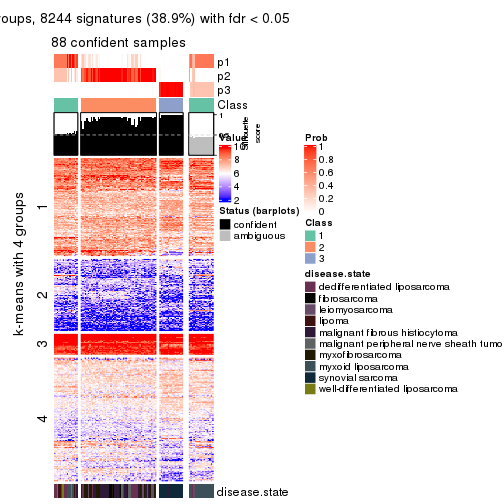 oups, 8244 signatures (38.9%) with fdr < 0.05
88 confident samples
p1
p2
p3
Class
1
0.5
0
Silhouette
score
k-means with 4 groups
1
2
3
4
disease.state
Value
10
8
6
4
2
Status (barplots)
confident
ambiguous
Prob
1
0.8
0.6
0.4
0.2
0
Class
1
2
3
disease.state
dedifferentiated liposarcoma
fibrosarcoma
leiomyosarcoma
lipoma
malignant fibrous histiocytoma
malignant peripheral nerve sheath tumo
myxofibrosarcoma
myxoid liposarcoma
synovial sarcoma
well-differentiated liposarcoma